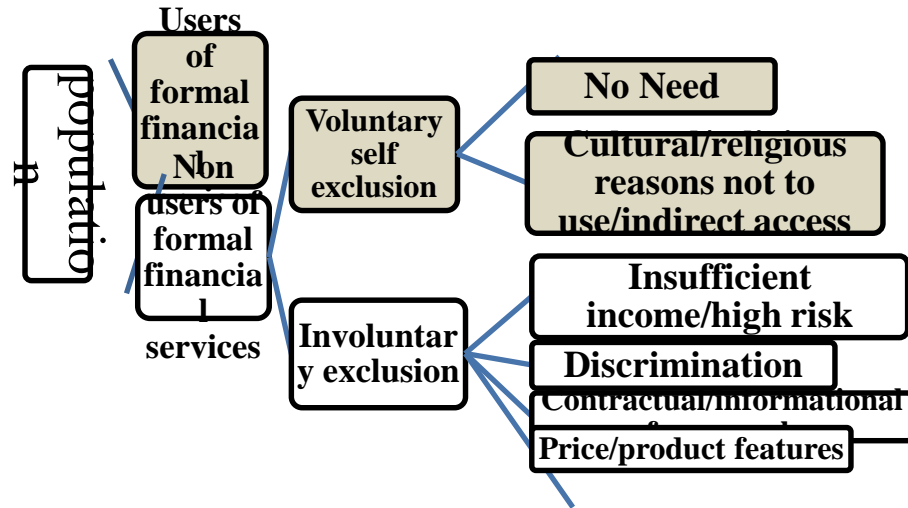 populatio
n
Users
of
formal
financia
l
Non
users of
formal
financia
l
services
Voluntary
self
exclusion
Involuntar
y exclusion
No Need
Cultural/religious
reasons not to
use/indirect access
Insufficient
income/high risk
Discrimination
Contractual/informational
Price/product features